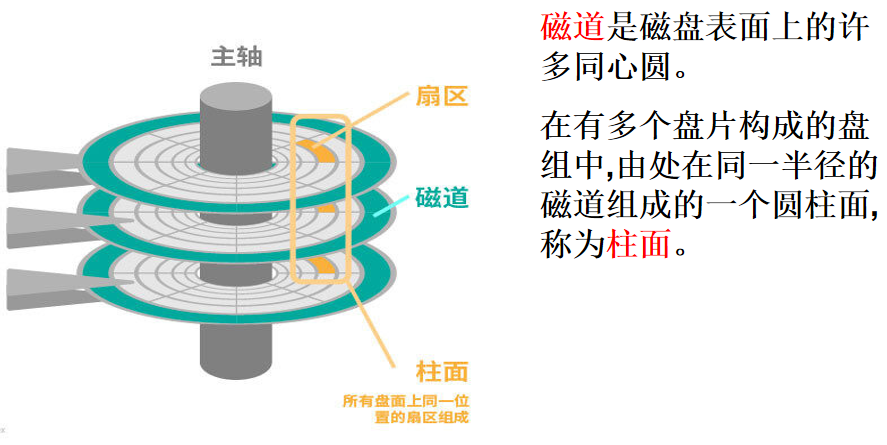 主轴
扇区
磁道
柱面
所有盘面上同一位
置的扇区组成
磁道是磁盘表面上的许
多同心圆。
在有多个盘片构成的盘
组中,由处在同一半径的
磁道组成的一个圆柱面,
称为柱面。